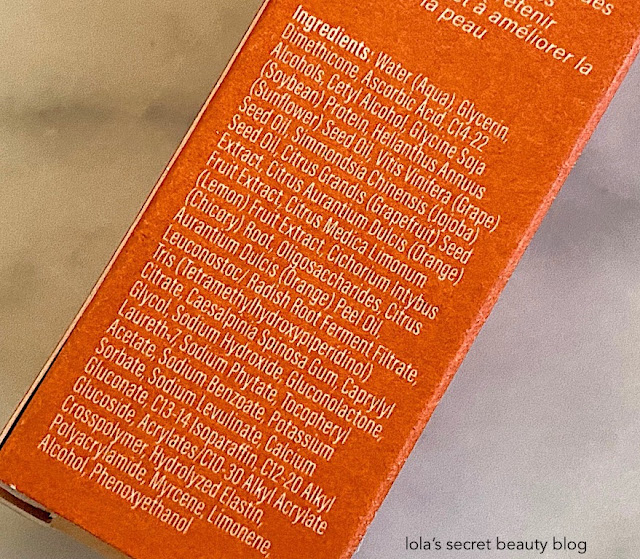 retenir
et à améliorer la
la peau
Ingredients: Water (Aqua), Glycerin,
Dimethicone, Ascorbic Acid, C14-22
Alcohols, Cetyl Alcohol, Glycine Soja
(Soybean) Protein, Helianthus Annuus
(Sunflower) Seed Oil, Vitis Vinifera (Grape)
Seed Oil, Simmondsia Chinensis (Jojoba)
Seed Oil, Citrus Grandis (Grapefruit) Seed
Extract, Citrus Aurantium Dulcis (Orange)
Fruit Extract, Citrus Medica Limonum
(Lemon) Fruit Extract, Cichorium Intybus
(Chicory) Root, Oligosaccharides, Citrus
Aurantium Dulcis (Orange) Peel Oil,
Leuconostoc/ Radish Root Ferment Filtrate,
Tris (Tetramethylhydroxypiperidinol)
Citrate, Caesalpinia Spinosa Gum, Caprylyl
Glycol, Sodium Hydroxide, Gluconolactone,
Laureth-7 Sodium Phytate, Tocopheryl
Acetate, Sodium Benzoate, Potassium
Sorbate, Sodium Levulinate, Calcium
Gluconate, C13-14 Isoparaffin, C12-20 Alkyl
Glucoside, Acrylates/C10-30 Alkyl Acrylate
Crosspolymer, Hydrolyzed Elastin,
Polyacrylamide, Myrcene, Limonene,
Alcohol, Phenoxyethanol
lola's secret beauty blog